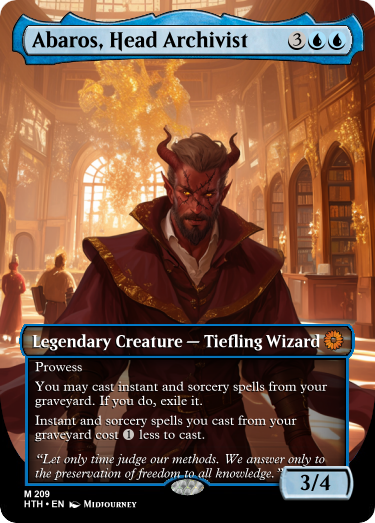 Abaros, Head Archivist 3
Legendary Creature — Tiefling Wizard
Prowess
You may cast instant and sorcery spells from your
graveyard. If you do, exile it.
Instant and sorcery spells you cast from your
graveyard cost 1 less to cast.
“Let only time judge our methods. We answer only to
the preservation of freedom to all knowledge.”
3/4
M 209
HTH • EN Midjourney